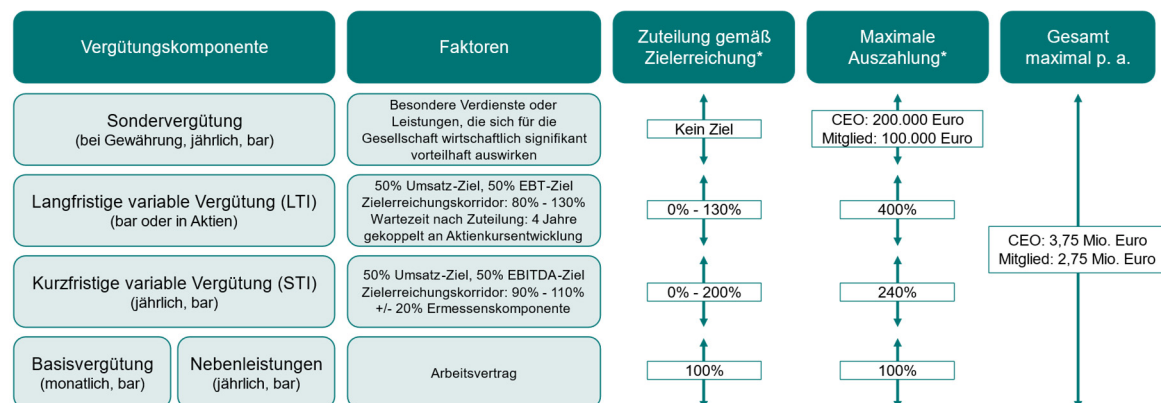 Vergütungskomponente
Faktoren
Zuteilung gemäß
Zielerreichung*
Maximale
Auszahlung*
Gesamt
maximal p. a.
Sondervergütung
(bei Gewährung, jährlich, bar)
Besondere Verdienste oder
Leistungen, die sich für die
Gesellschaft wirtschaftlich signifikant
vorteilhaft auswirken
Kein Ziel
CEO: 200.000 Euro
Mitglied: 100.000 Euro
Langfristige variable Vergütung (LTI)
(bar oder in Aktien)
50% Umsatz-Ziel, 50% EBT-Ziel
Zielerreichungskorridor: 80% - 130%
Wartezeit nach Zuteilung: 4 Jahre
gekoppelt an Aktienkursentwicklung
0% - 130%
400%
CEO: 3,75 Mio. Euro
Mitglied: 2,75 Mio. Euro
Kurzfristige variable Vergütung (STI)
(jährlich, bar)
50% Umsatz-Ziel, 50% EBITDA-Ziel
Zielerreichungskorridor: 90% - 110%
+/- 20% Ermessenskomponente
0% - 200%
240%
Basisvergütung
(monatlich, bar)
Nebenleistungen
(jährlich, bar)
Arbeitsvertrag
100%
100%